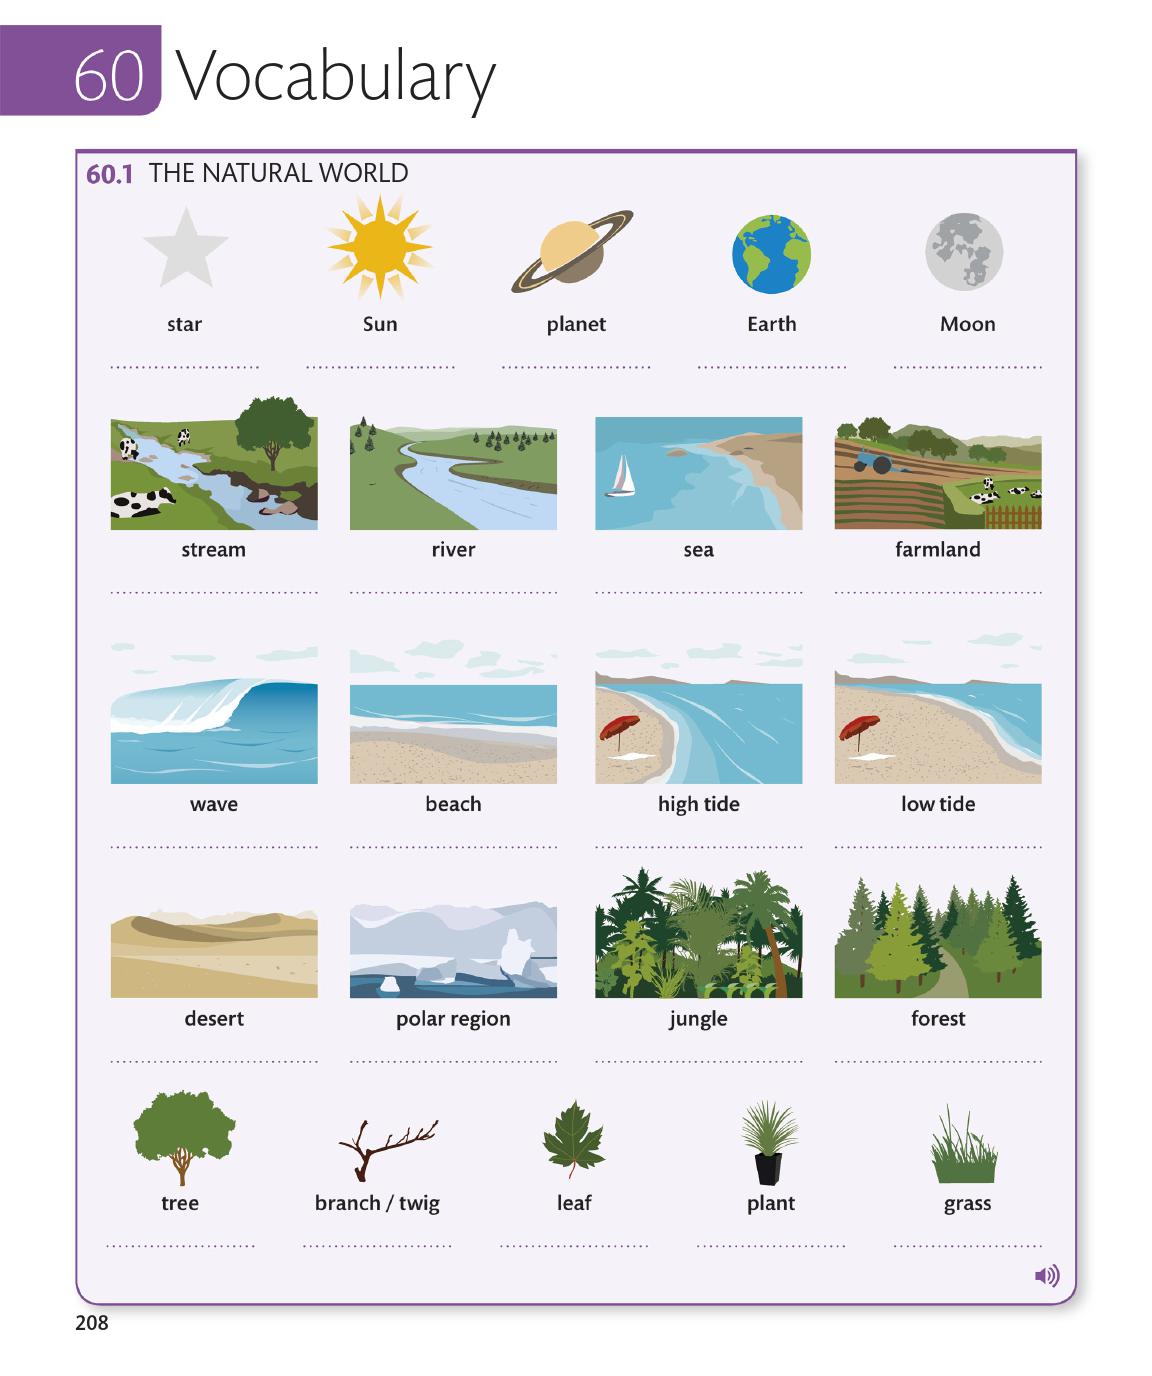 60 Vocabulary
60.1 THE NATURAL WORLD
star Sun planet Earth Moon
stream river sea farmland
wave beach high tide low tide
desert polar region jungle forest
tree branch / twig leaf plant grass
208